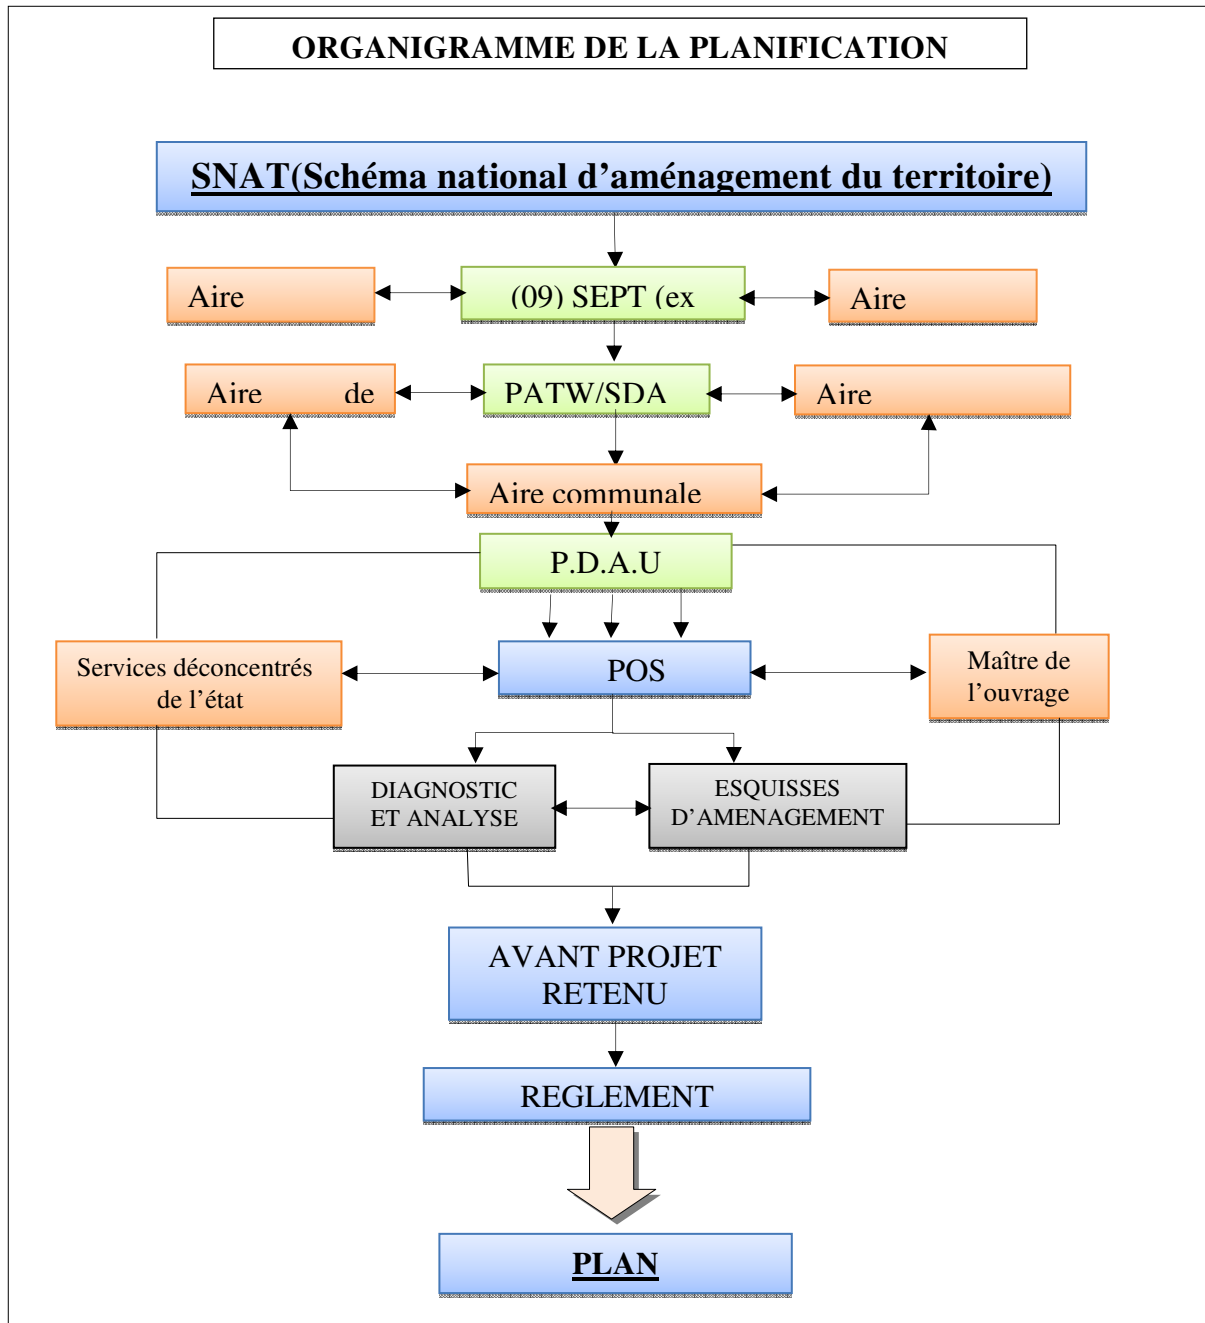 ORGANIGRAMME DE LA PLANIFICATION
SNAT(Schéma national d’aménagement du territoire)
Aire
(09) SEPT (ex
Aire
Aire de
PATW/SDA
Aire
Aire communale
P.D.A.U
Services déconcentrés
de l’état
POS
Maître de
l’ouvrage
DIAGNOSTIC
ET ANALYSE
ESQUISSES
D’AMENAGEMENT
AVANT PROJET
RETENU
REGLEMENT
PLAN